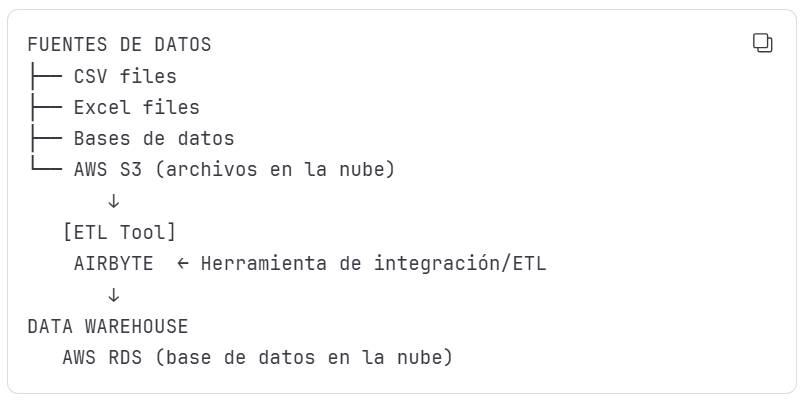 FUENTES DE DATOS
├── CSV files
├── Excel files
├── Bases de datos
└── AWS S3 (archivos en la nube)
       ↓
   [ETL Tool]
    AIRBYTE  ← Herramienta de integración/ETL
       ↓
DATA WAREHOUSE
   AWS RDS (base de datos en la nube)